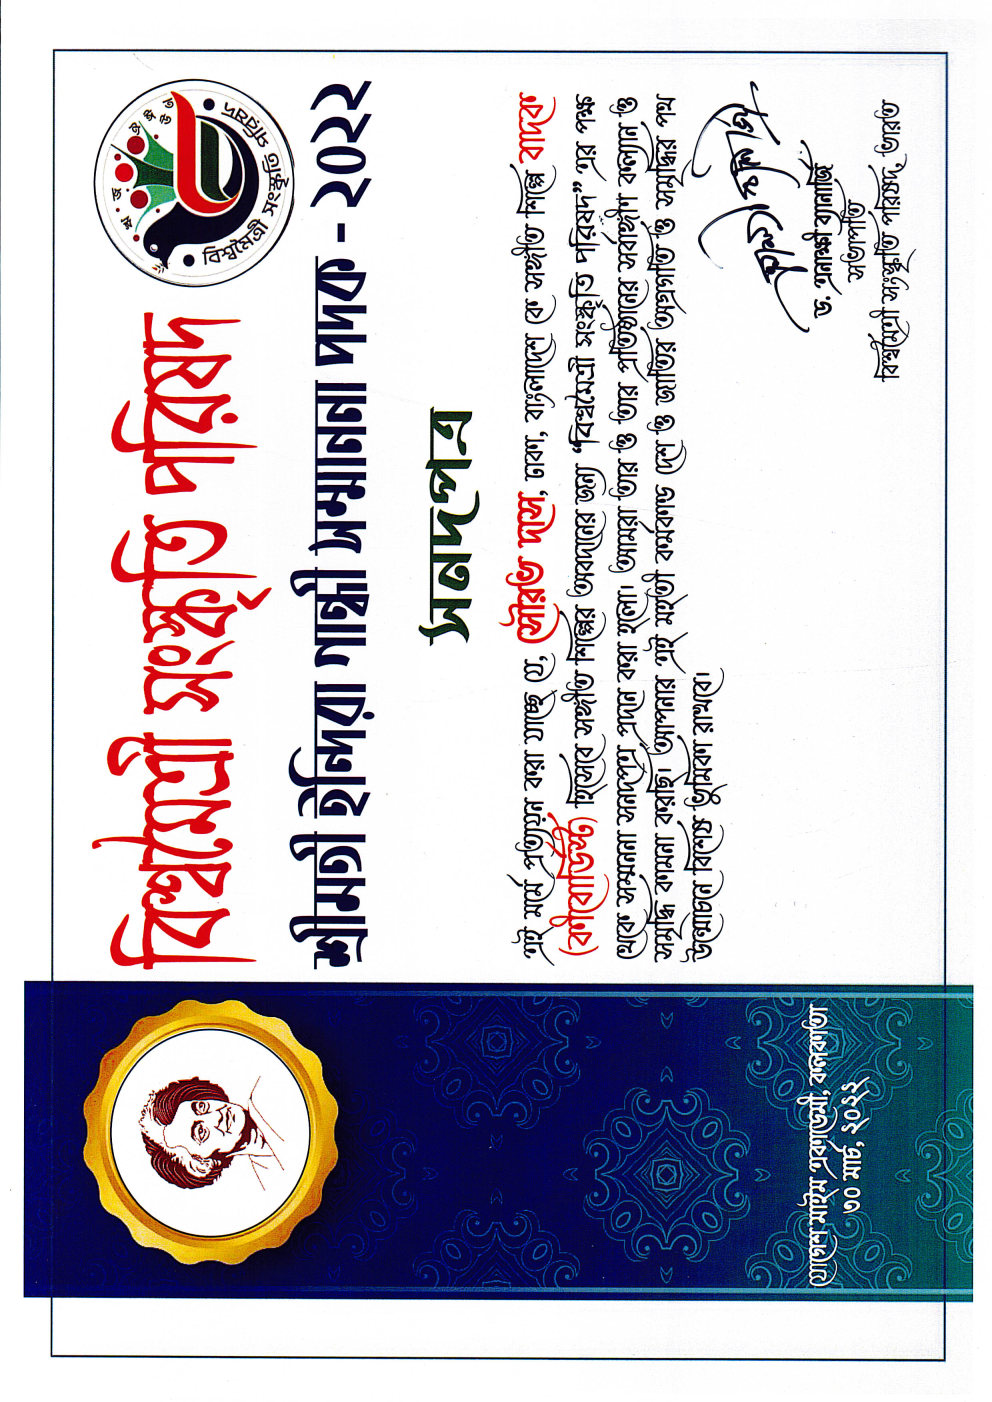 বিশ্বমৈত্রী সংস্কৃতি পরিষদ
বিশ্বমৈত্রী সংস্কৃতি পরিষদ
শ্রীমতী ইন্দিরা গান্ধী সম্মাননা পদক - ২০২২
সনদপত্র
এই মর্মে প্রত্যয়ন করা যাচ্ছে যে, সৌরভ দাস, ঢাকা, বাংলাদেশ কে সঙ্গীত শিল্পে বাদক
(কীবোর্ডিস্ট) হিসেবে সঙ্গীত শিল্পের অবদানের জন্য “বিশ্বমৈত্রী সংস্কৃতি পরিষদ” এর পক্ষ
থেকে সম্মননা সনদপত্র প্রদান করা হলো। আমরা তার ও তার প্রতিষ্ঠানের সর্বাঙ্গীণ কল্যান ও
সমৃদ্ধি কামনা করছি। আপনার এই মহতী কর্মকান্ড দেশ ও জাতির অগ্রগতি ও সমৃদ্ধির পথ
উন্মোচনে বিশেষ ভূমিকা রাখবে।
ড. এনাক্ষী ব্যানার্জি
সভাপতি
বিশ্বমৈত্রী সংস্কৃতি পরিষদ, ভারত
যোগেশ মাইম একাডেমী, কলকাতা
৩০ মার্চ, ২০২২